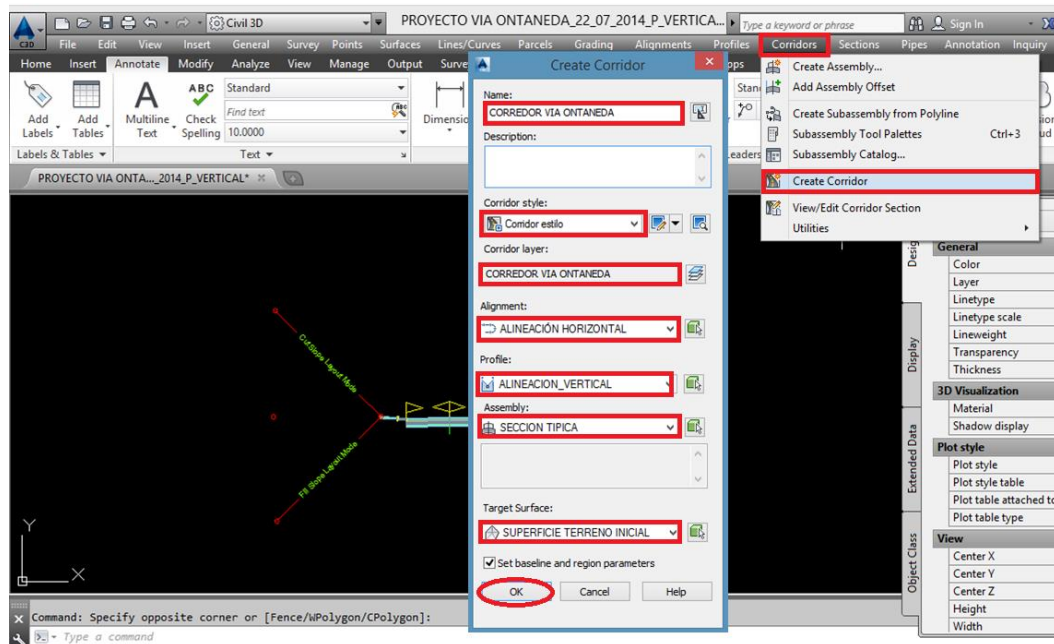 Civil 3D
PROYECTO VIA ONTANEDA_22_07_2014_P_VERTICA...
Type a keyword or phrase
Sign In
C3D
File Edit View Insert General Survey Points Surfaces Lines/Curves Parcels Grading Alignments Profiles Corridors Sections Pipes Annotation Inquiry
Home Insert Annotate Modify Analyze View Manage Output
Add Labels
Add Tables
A
Multiline Text
ABC
Check Spelling
Standard
Find text
10.0000
Labels & Tables
Text
PROYECTO VIA ONTA..._2014_P_VERTICAL*
Create Corridor
Name:
CORREDOR VIA ONTANEDA
Description:
Corridor style:
Corridor estilo
Corridor layer:
CORREDOR VIA ONTANEDA
Alignment:
ALINEACIÓN HORIZONTAL
Profile:
ALINEACION_VERTICAL
Assembly:
SECCION TIPICA
Target Surface:
SUPERFICIE TERRENO INICIAL
Set baseline and region parameters
OK Cancel Help
Create Assembly...
Add Assembly Offset
Create Subassembly from Polyline
Subassembly Tool Palettes Ctrl+3
Subassembly Catalog...
Create Corridor
View/Edit Corridor Section
Utilities
Cut Slope Layout Mode
Fill Slope Layout Mode
Y
X
General
Color
Layer
Linetype
Linetype scale
Lineweight
Transparency
Thickness
3D Visualization
Material
Shadow display
Plot style
Plot style
Plot style table
Plot table attached to
Plot table type
View
Center X
Center Y
Center Z
Height
Width
Display
Extended Data
Object Class
Command: Specify opposite corner or [Fence/WPolygon/CPolygon]:
Type a command